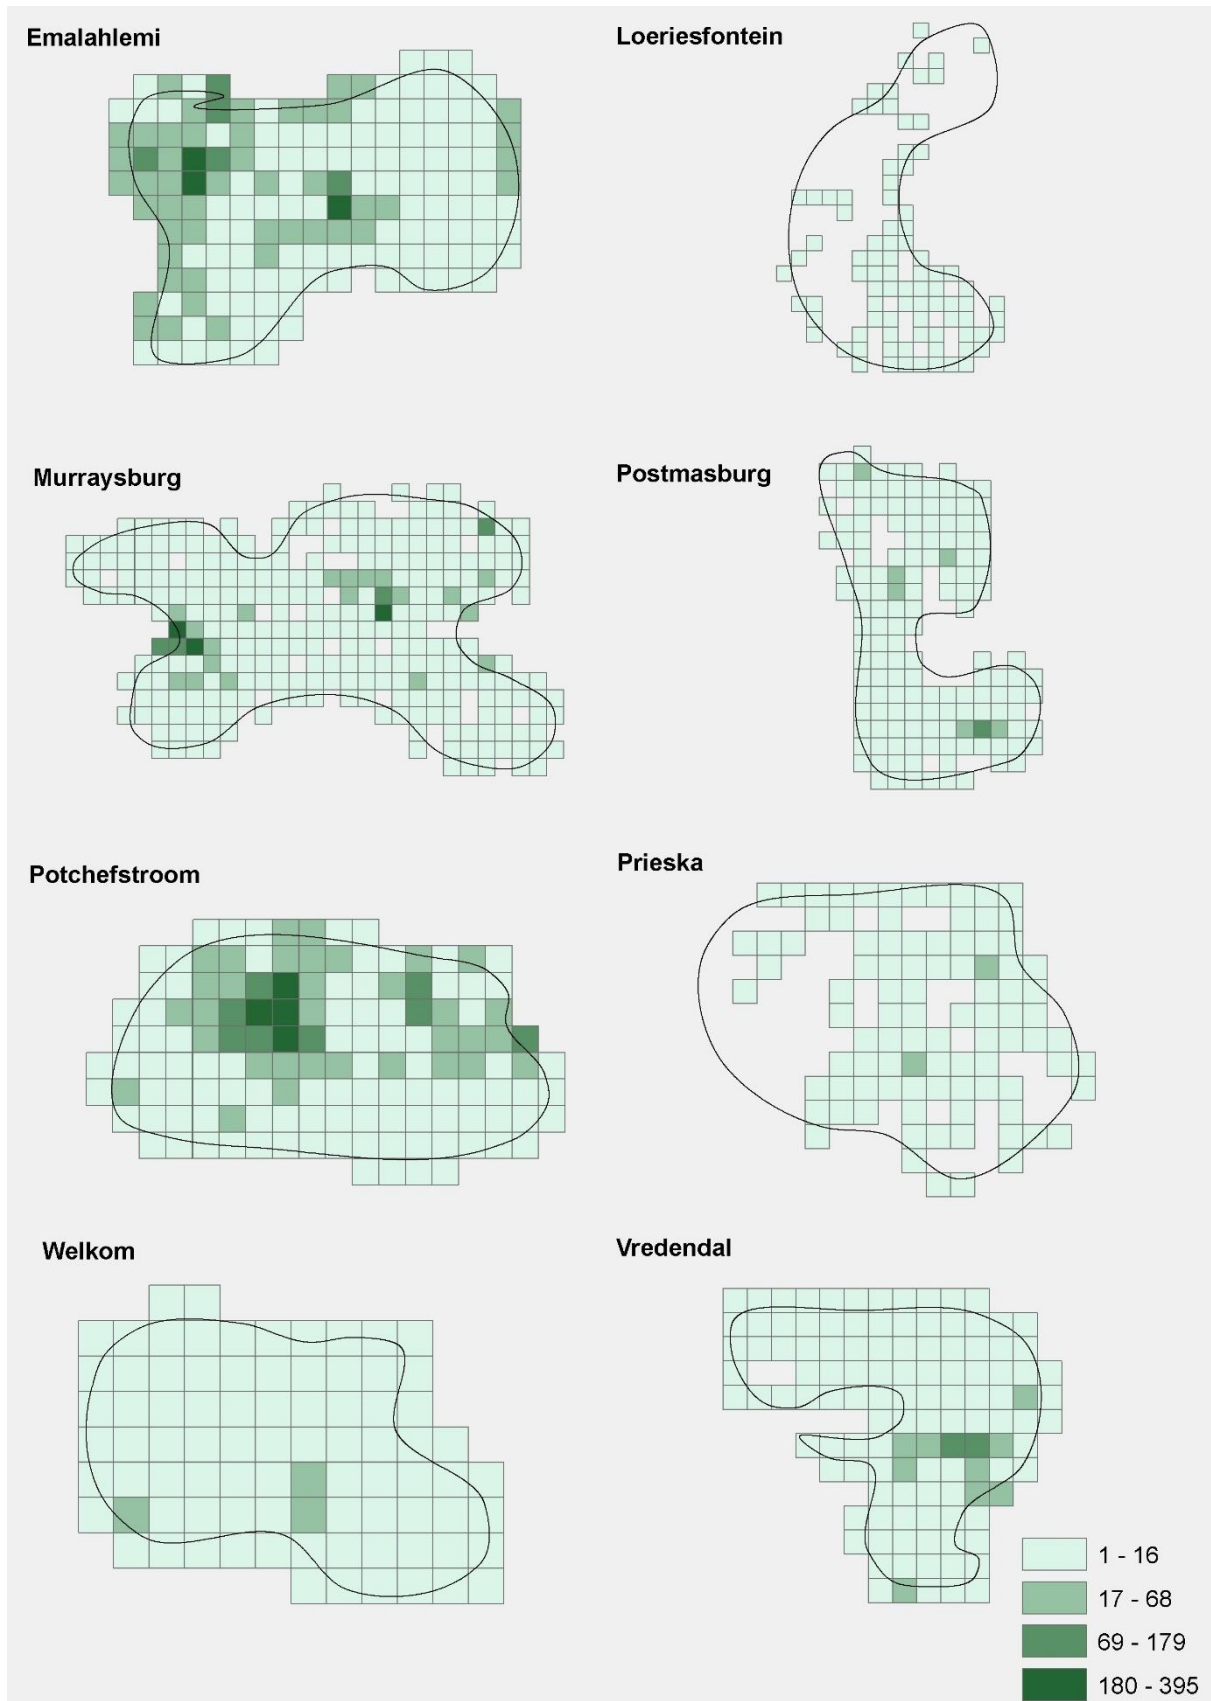 Emalahlemi
Loeriesfontein
Murraysburg
Postmasburg
Potchefstroom
Prieska
Welkom
Vredendal
1 - 16
17 - 68
69 - 179
180 - 395